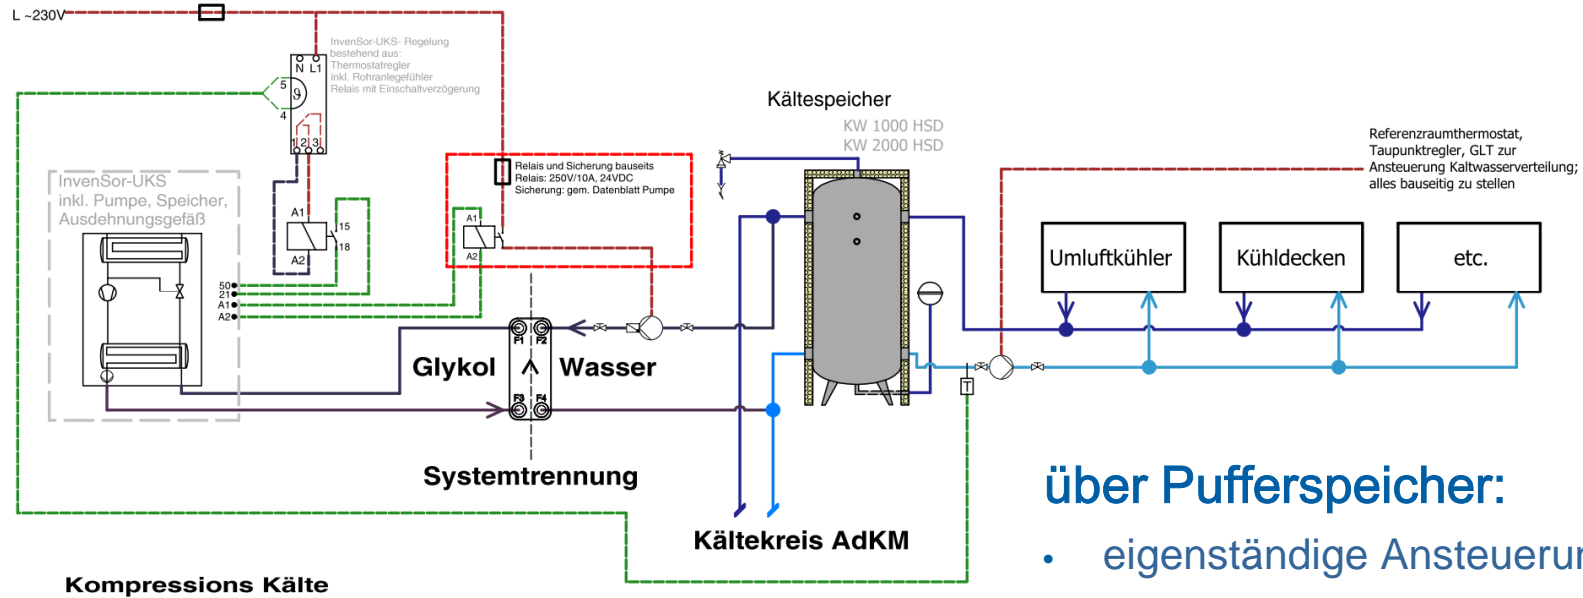 L ~230V
InvenSor-UKS- Regelung
bestehend aus:
Thermostatregler
inkl. Rohranlegefühler
Relais mit Einschaltverzögerung
N L1
5
ϑ
4
1 2 3
Kältespeicher
KW 1000 HSD
KW 2000 HSD
Referenzraumthermostat,
Taupunktregler, GLT zur
Ansteuerung Kaltwasserverteilung;
alles bauseitig zu stellen
Relais und Sicherung bauseits
Relais: 250V/10A, 24VDC
Sicherung: gem. Datenblatt Pumpe
InvenSor-UKS
inkl. Pumpe, Speicher,
Ausdehnungsgefäß
A1
15
18
A2
A1
A2
50
21
A1
A2
Umluftkühler
Kühldecken
etc.
F1 F2
Glykol
Wasser
F3 F4
T
Systemtrennung
Kältekreis AdKM
über Pufferspeicher:
• eigenständige Ansteuerun
Kompressions Kälte